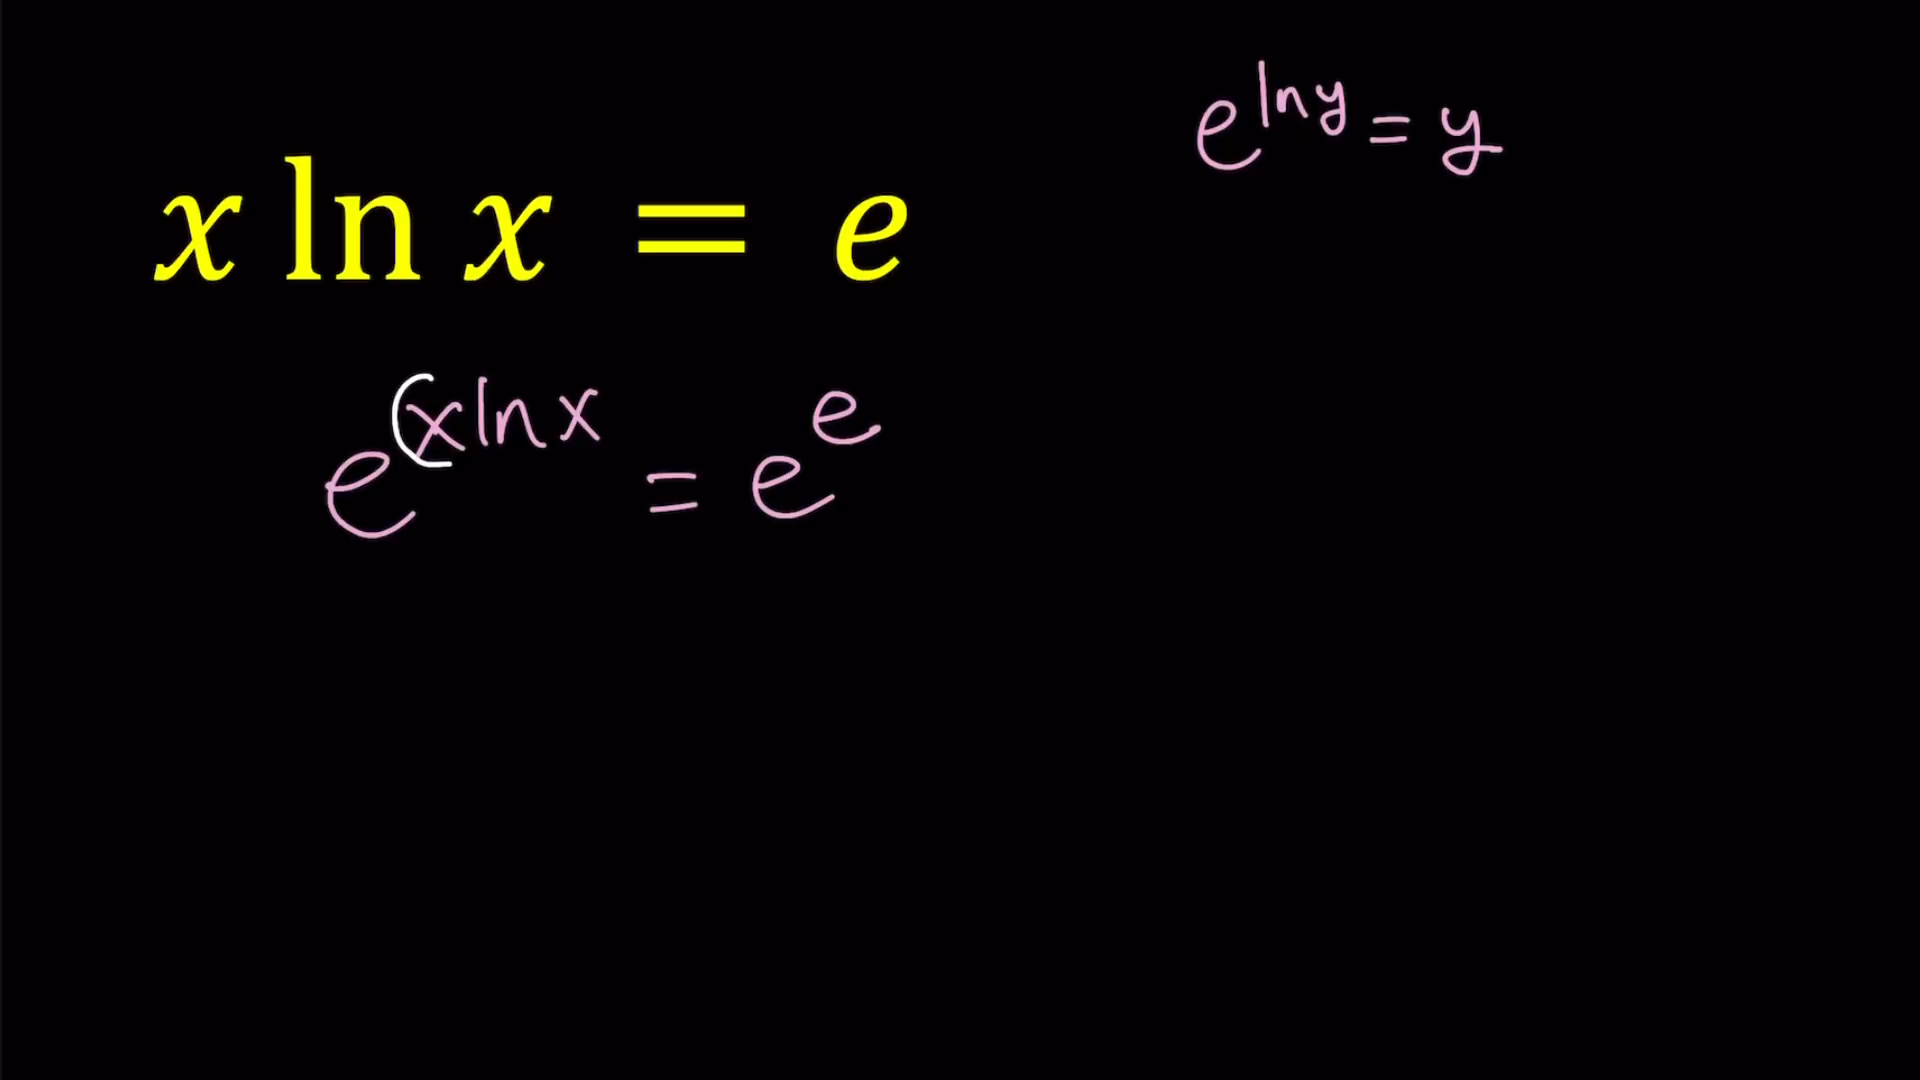 e^{ln y} = y
x ln x = e
e^{(x ln x} = e^e